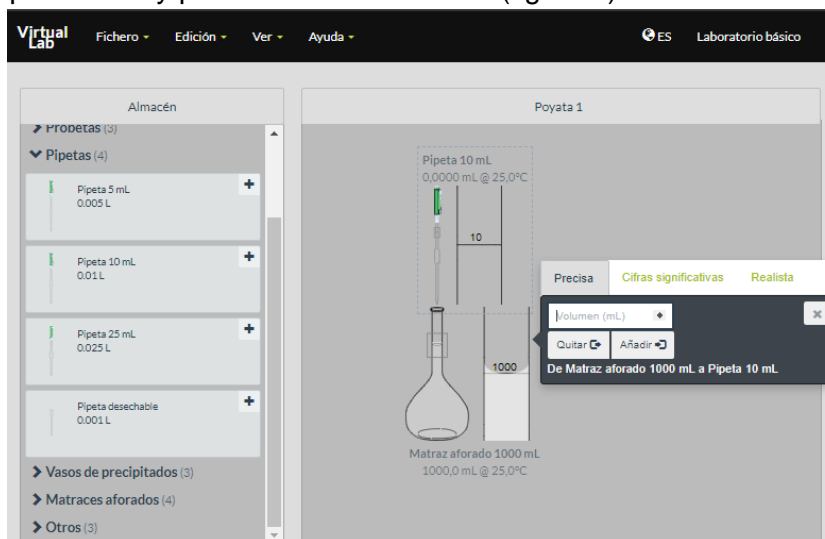 Virtual Lab Fichero Edición Ver Ayuda ES Laboratorio básico
Almacén
Probetas (3)
Pipetas (4)
Pipeta 5 mL
0.005 L
Pipeta 10 mL
0.01 L
Pipeta 25 mL
0.025 L
Pipeta desechable
0.001 L
Vasos de precipitados (3)
Matraces aforados (4)
Otros (3)
Poyata 1
Pipeta 10 mL
0,0000 mL @ 25,0°C
10
1000
Matraz aforado 1000 mL
1000,0 mL @ 25,0°C
Precisa Cifras significativas Realista
Volumen (mL)
Quitar Añadir
De Matraz aforado 1000 mL a Pipeta 10 mL